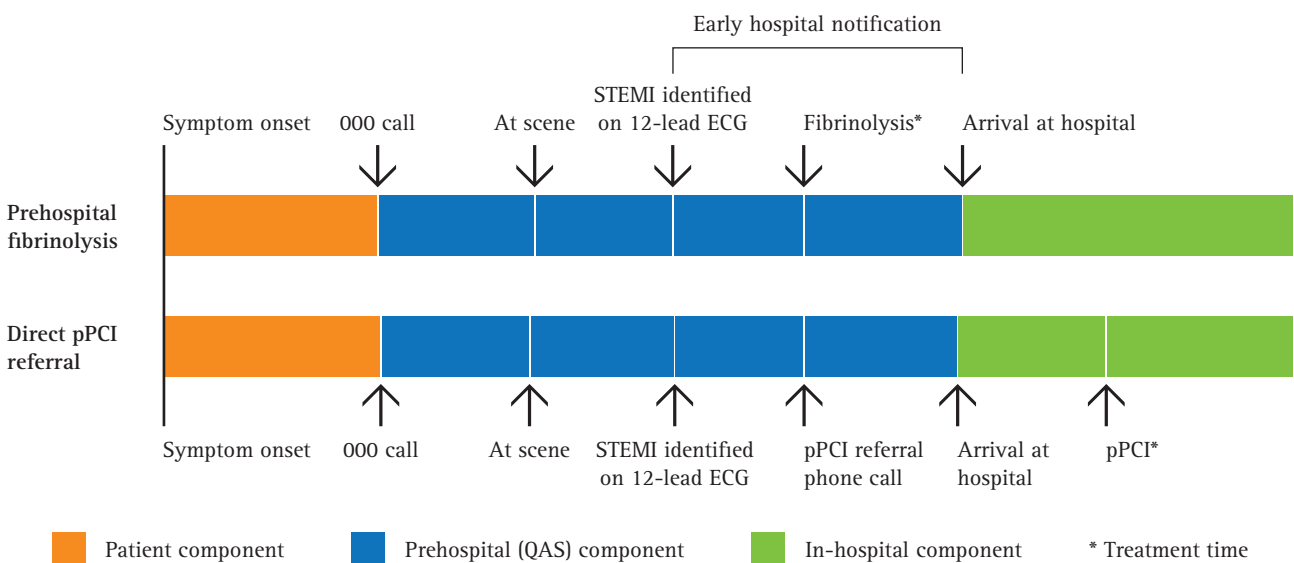 Early hospital notification
STEMI identified
Symptom onset 000 call At scene on 12-lead ECG Fibrinolysis* Arrival at hospital
Prehospital
fibrinolysis
Direct pPCI
referral
Symptom onset 000 call At scene STEMI identified pPCI referral Arrival at pPCI*
on 12-lead ECG phone call hospital
Patient component Prehospital (QAS) component In-hospital component * Treatment time